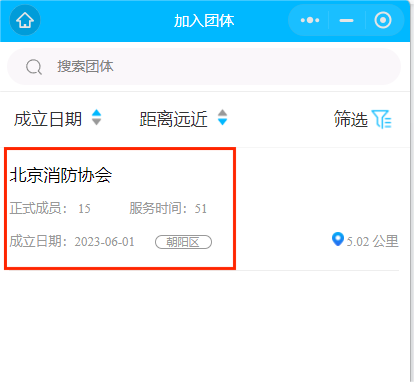 加入团体
搜索团体
成立日期 距离远近 筛选
北京消防协会
正式成员： 15 服务时间：51
成立日期：2023-06-01 朝阳区 5.02 公里